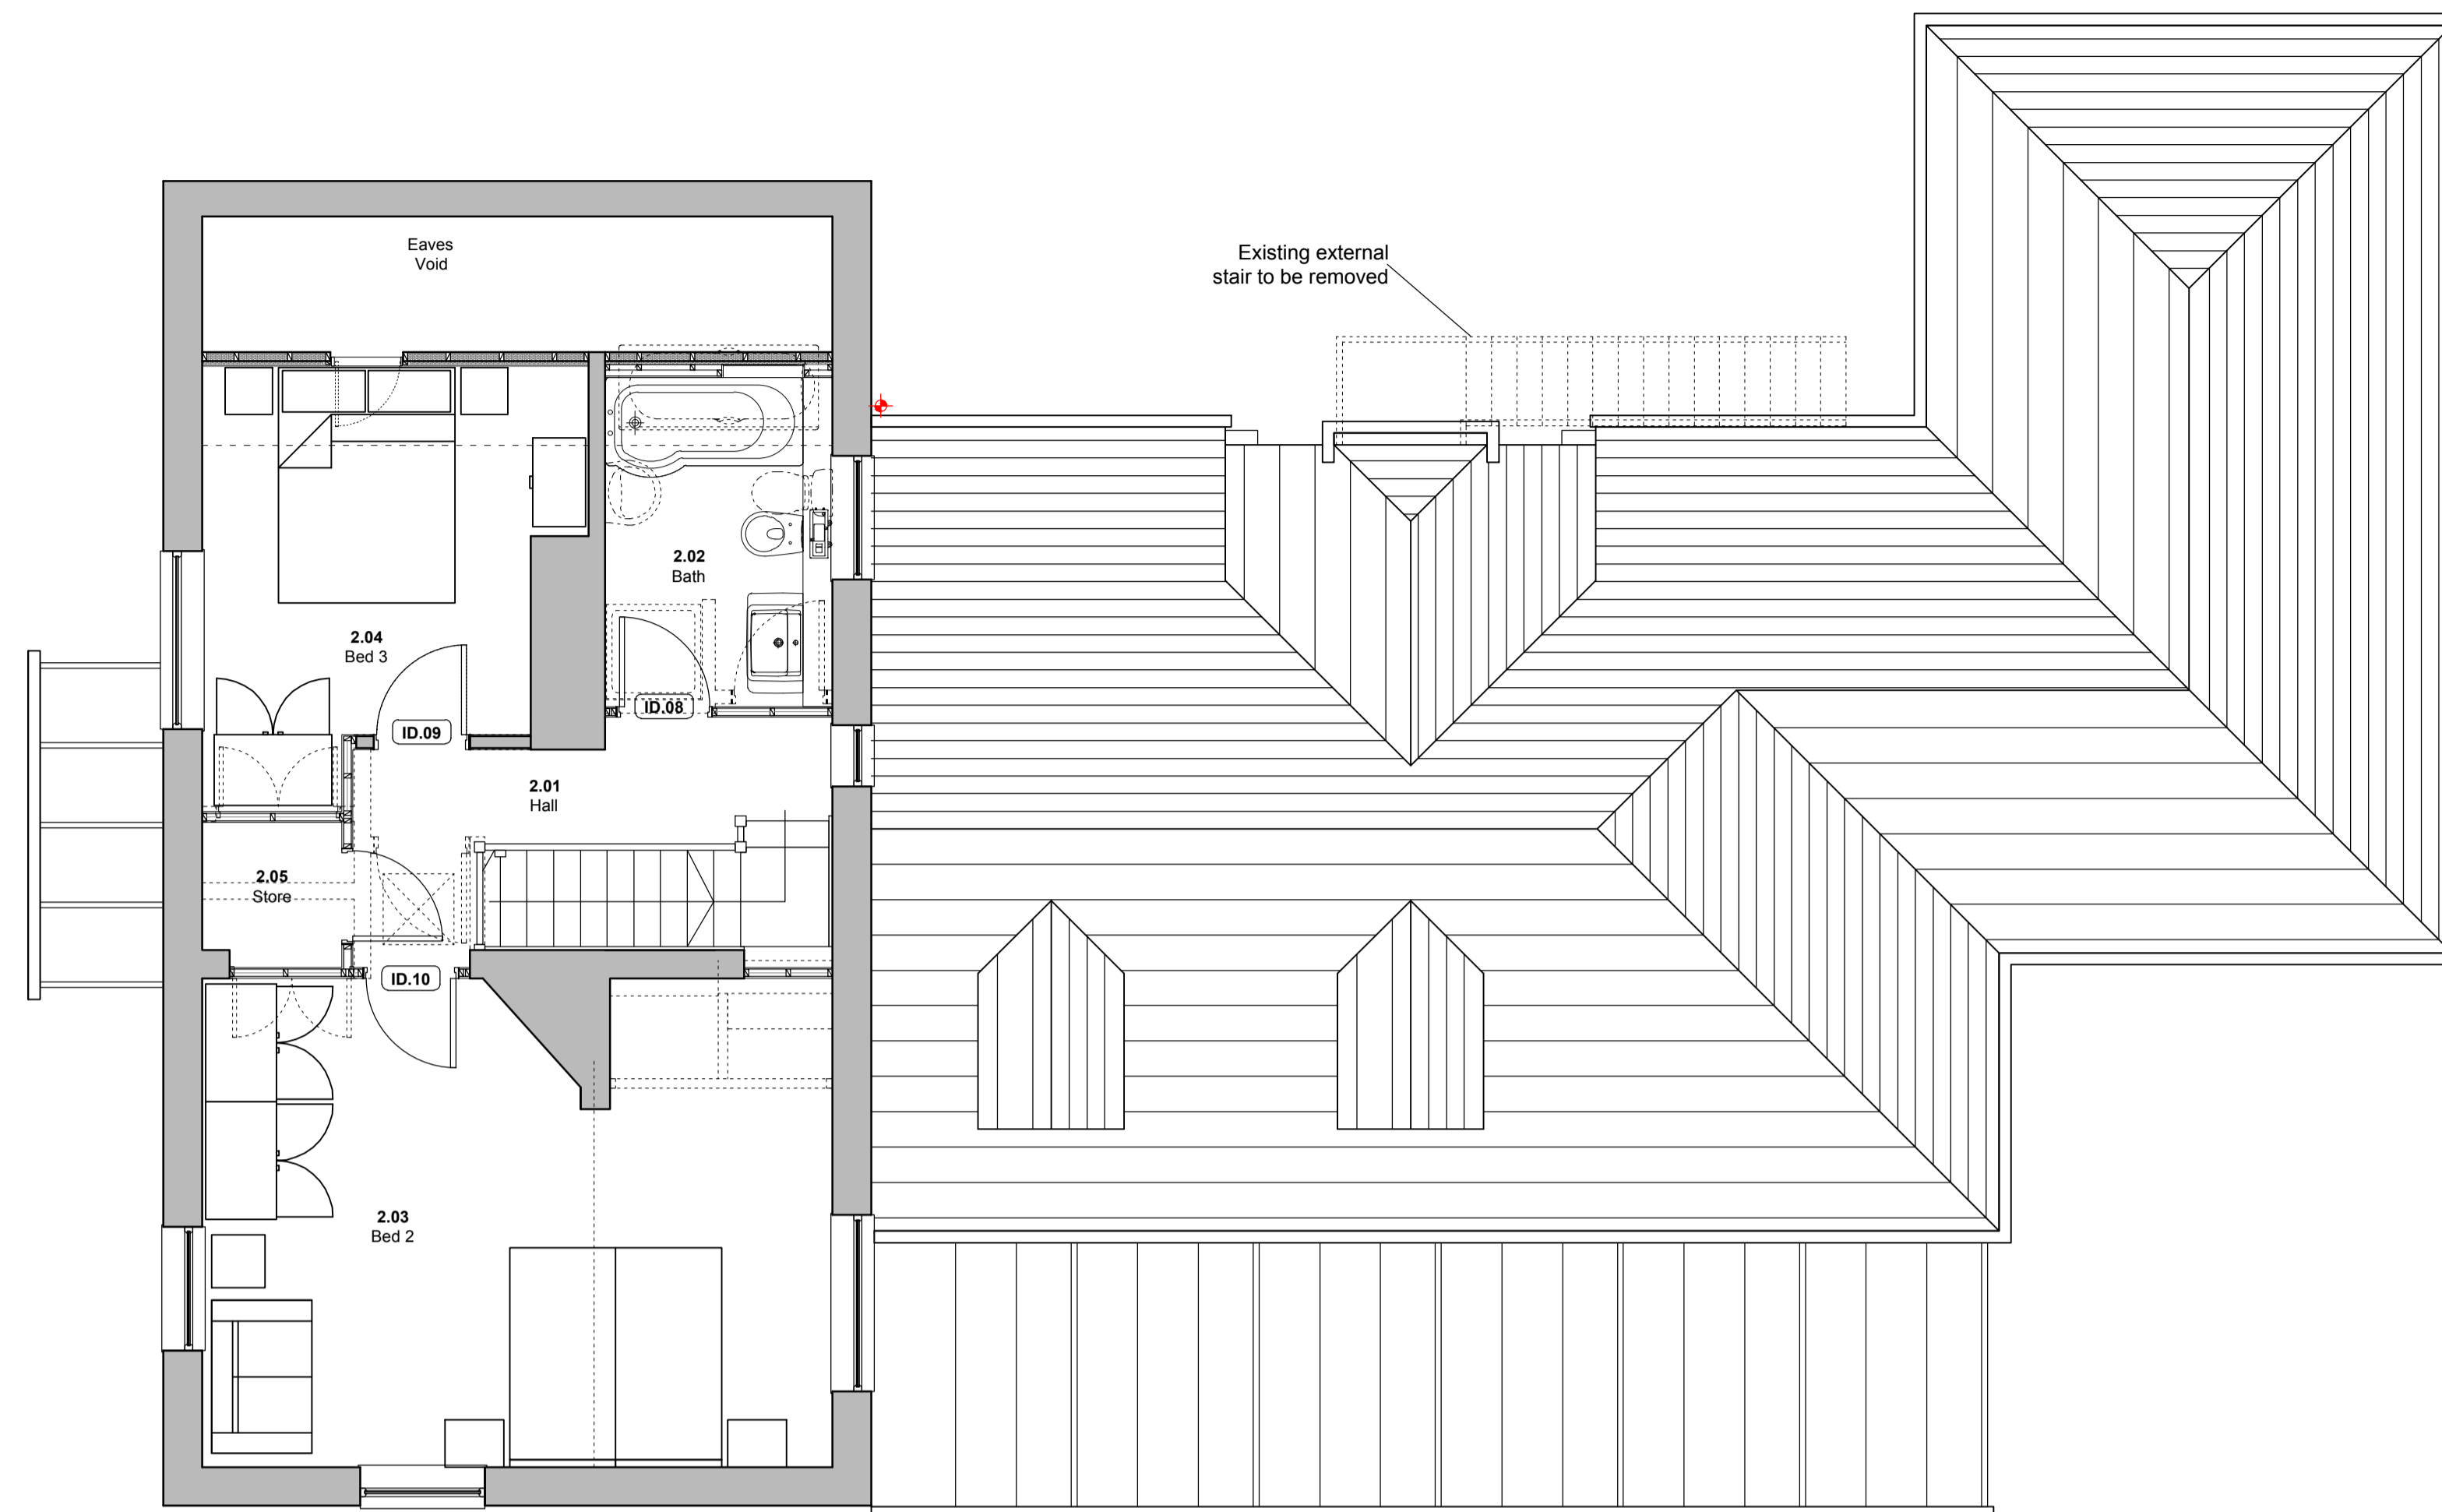 Eaves
Void
Existing external
stair to be removed
2.02
Bath
2.04
Bed 3
ID.08
ID.09
2.01
Hall
2.05
Store
ID.10
2.03
Bed 2